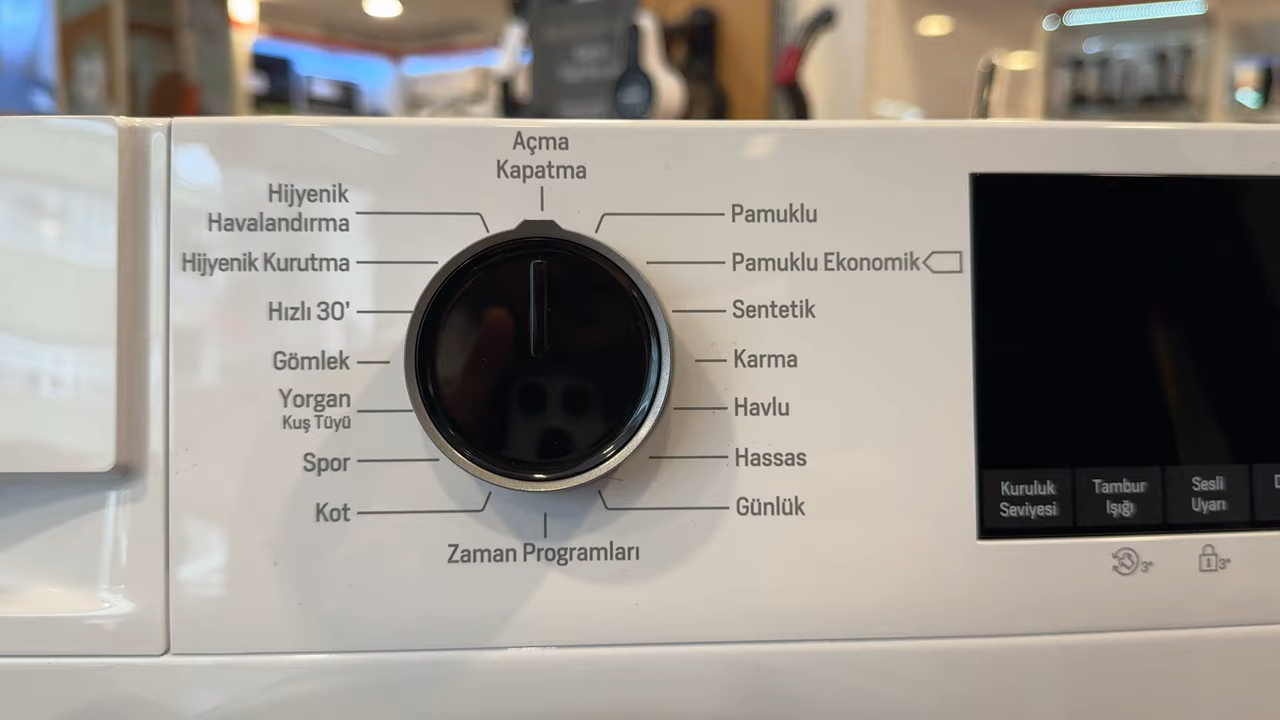 Açma
Kapatma
Hijyenik
Havalandırma
Hijyenik Kurutma
Hızlı 30'
Gömlek
Yorgan
Kuş Tüyü
Spor
Kot
Zaman Programları
Pamuklu
Pamuklu Ekonomik
Sentetik
Karma
Havlu
Hassas
Günlük
Kuruluk
Seviyesi
Tambur
Işığı
Sesli
Uyarı
3"
3"